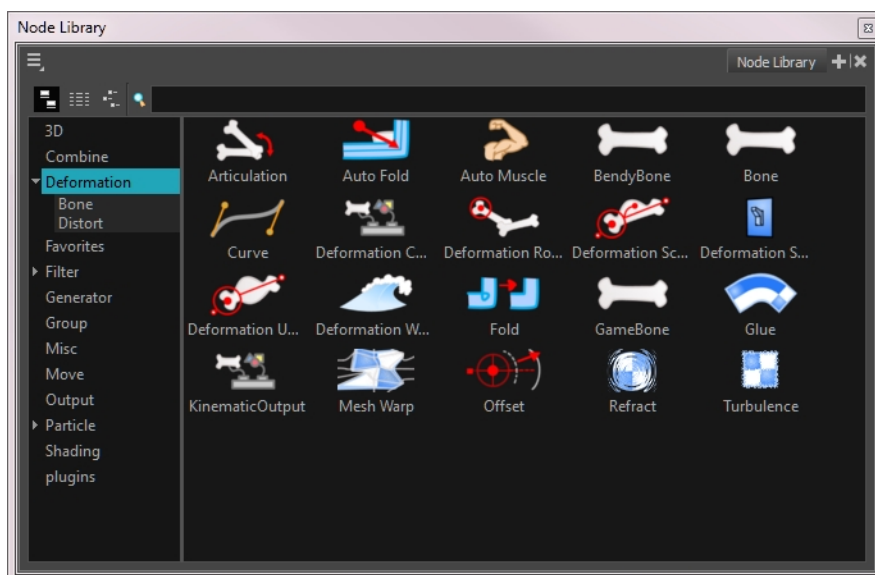 Node Library
Node Library
3D
Combine
Deformation
Bone
Distort
Favorites
Filter
Generator
Group
Misc
Move
Output
Particle
Shading
plugins
Articulation Auto Fold Auto Muscle BendyBone Bone
Curve Deformation C... Deformation Ro... Deformation Sc... Deformation S...
Deformation U... Deformation W... Fold GameBone Glue
KinematicOutput Mesh Warp Offset Refract Turbulence